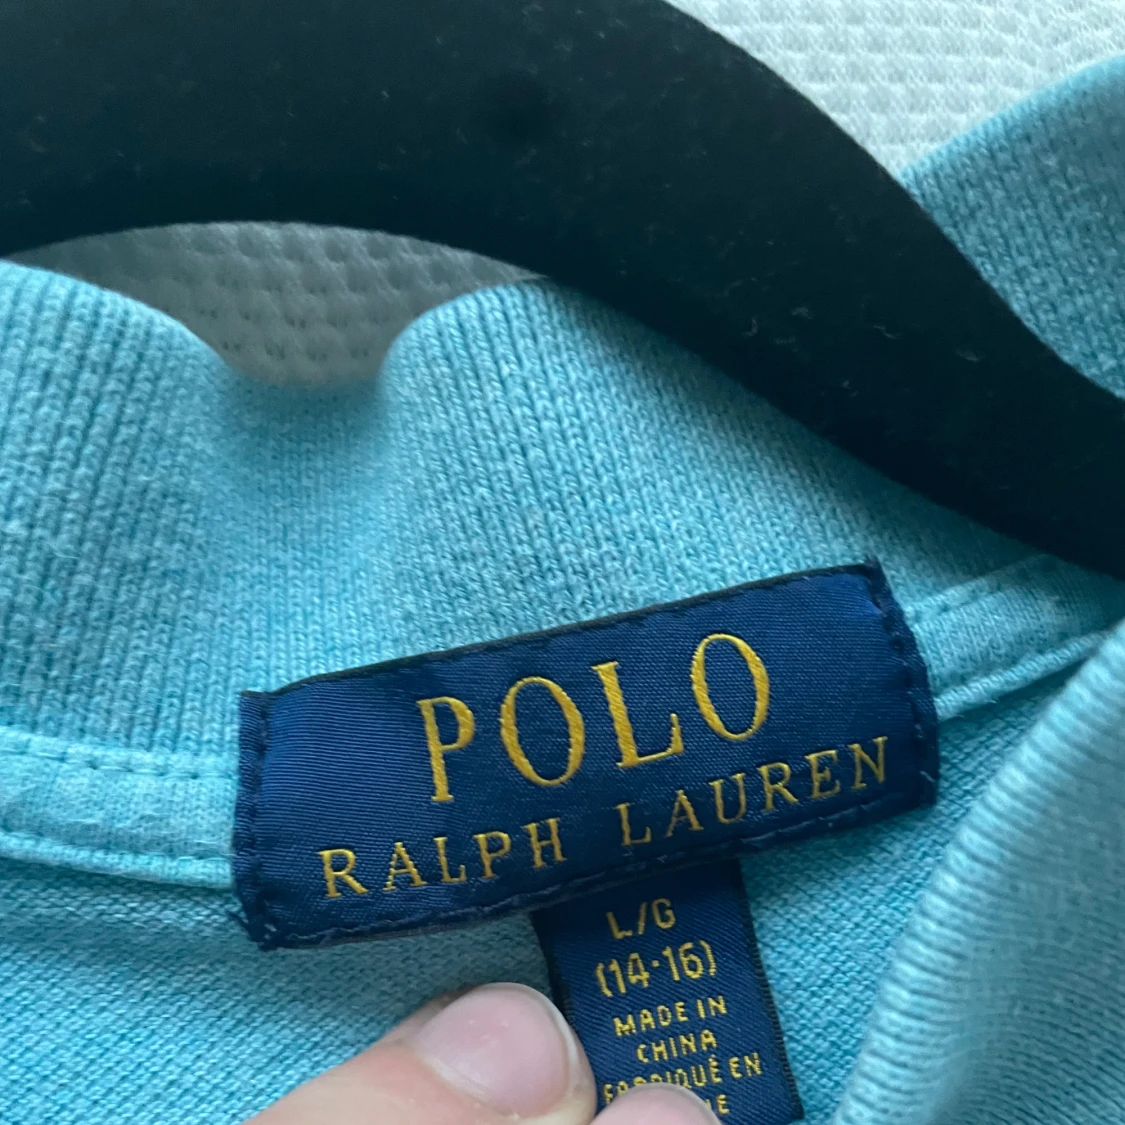 POLO
RALPH LAUREN
L/G
(14-16)
MADE IN
CHINA
FABRIQUÉ EN